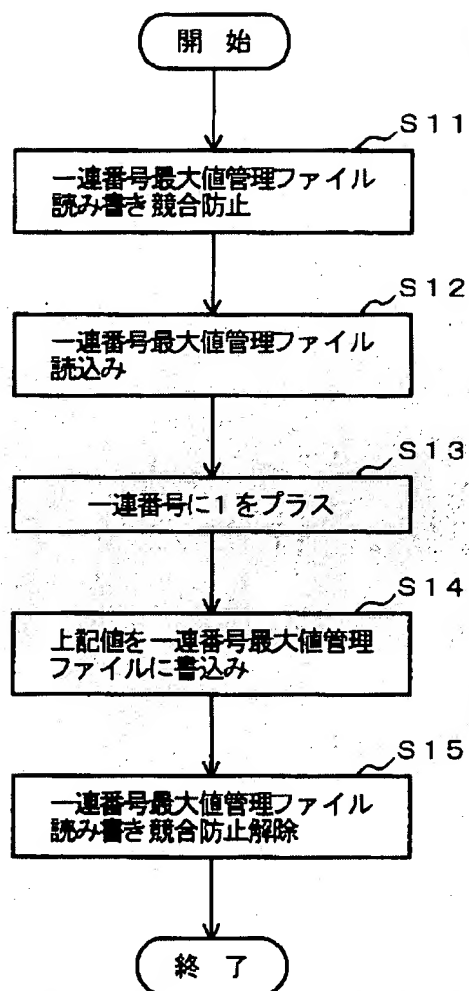 開 始
S11
一連番号最大値管理ファイル
読み書き競合防止
S12
一連番号最大値管理ファイル
読込み
S13
一連番号に1をプラス
S14
上記値を一連番号最大値管理
ファイルに書込み
S15
一連番号最大値管理ファイル
読み書き競合防止解除
終 了